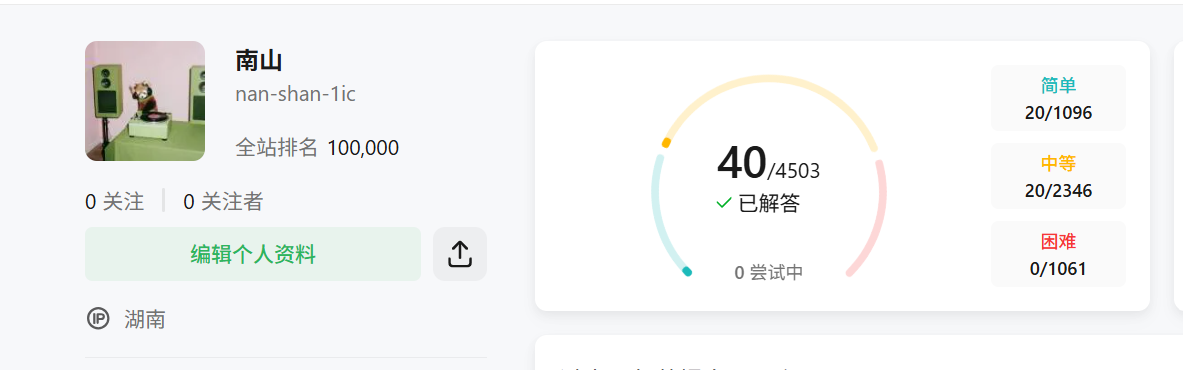 南山
nan-shan-1ic
全站排名 100,000
0 关注
0 关注者
编辑个人资料
IP 湖南
40/4503
已解答
0 尝试中
简单
20/1096
中等
20/2346
困难
0/1061